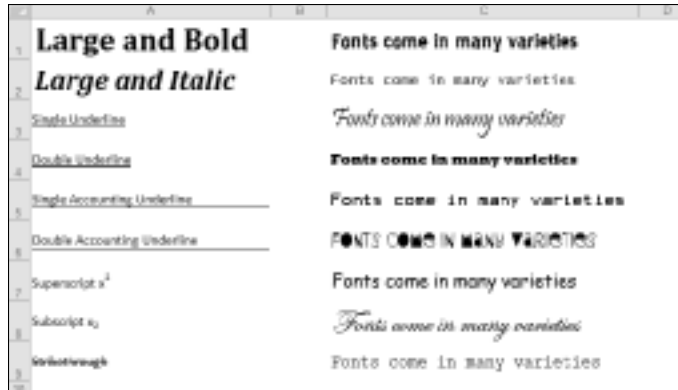 A B C D
1 Large and Bold Fonts come in many varieties
2 Large and Italic Fonts come in many varieties
3 Single Underline Fonts come in many varieties
4 Double Underline Fonts come in many varieties
5 Single Accounting Underline Fonts come in many varieties
6 Double Accounting Underline FONTS COME IN MANY VARIETIES
7 Superscript x² Fonts come in many varieties
8 Subscript x₂ Fonts come in many varieties
9 Strikethrough Fonts come in many varieties
10